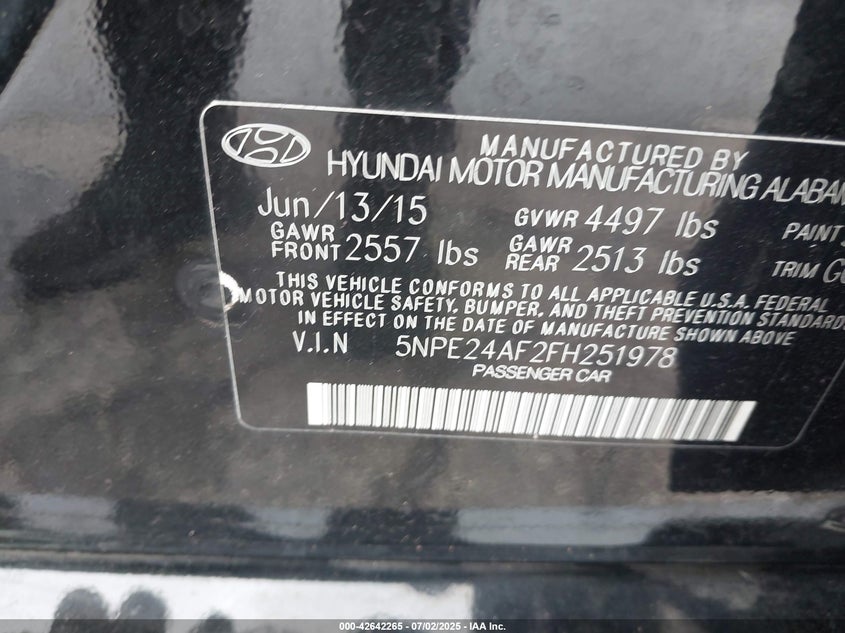 MANUFACTURED BY
HYUNDAI MOTOR MANUFACTURING ALABAM
Jun/13/15 GVWR 4497 lbs PAINT
GAWR FRONT 2557 lbs GAWR REAR 2513 lbs TRIM
THIS VEHICLE CONFORMS TO ALL APPLICABLE U.S.A. FEDERAL
MOTOR VEHICLE SAFETY, BUMPER, AND THEFT PREVENTION STANDARDS
IN EFFECT ON THE DATE OF MANUFACTURE SHOWN ABOVE
V.I.N 5NPE24AF2FH251978
PASSENGER CAR
000-42642265 - 07/02/2025 - IAA Inc.